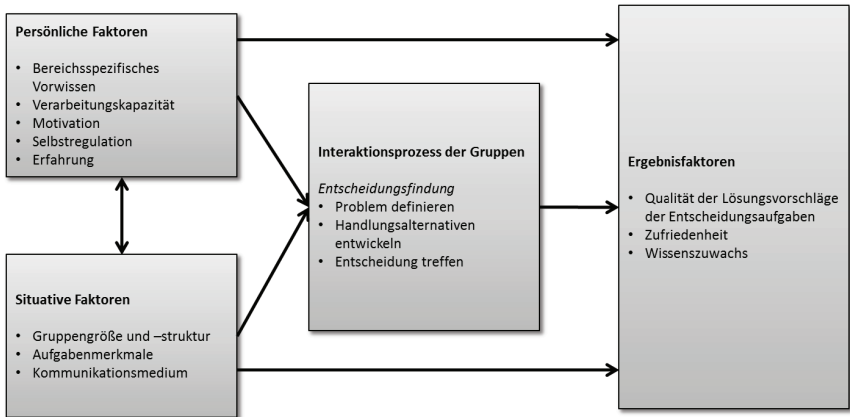 Persönliche Faktoren
• Bereichsspezifisches
Vorwissen
• Verarbeitungskapazität
• Motivation
• Selbstregulation
• Erfahrung
Situative Faktoren
• Gruppengröße und –struktur
• Aufgabenmerkmale
• Kommunikationsmedium
Interaktionsprozess der Gruppen
Entscheidungsfindung
• Problem definieren
• Handlungsalternativen
entwickeln
• Entscheidung treffen
Ergebnisfaktoren
• Qualität der Lösungsvorschläge
der Entscheidungsaufgaben
• Zufriedenheit
• Wissenszuwachs